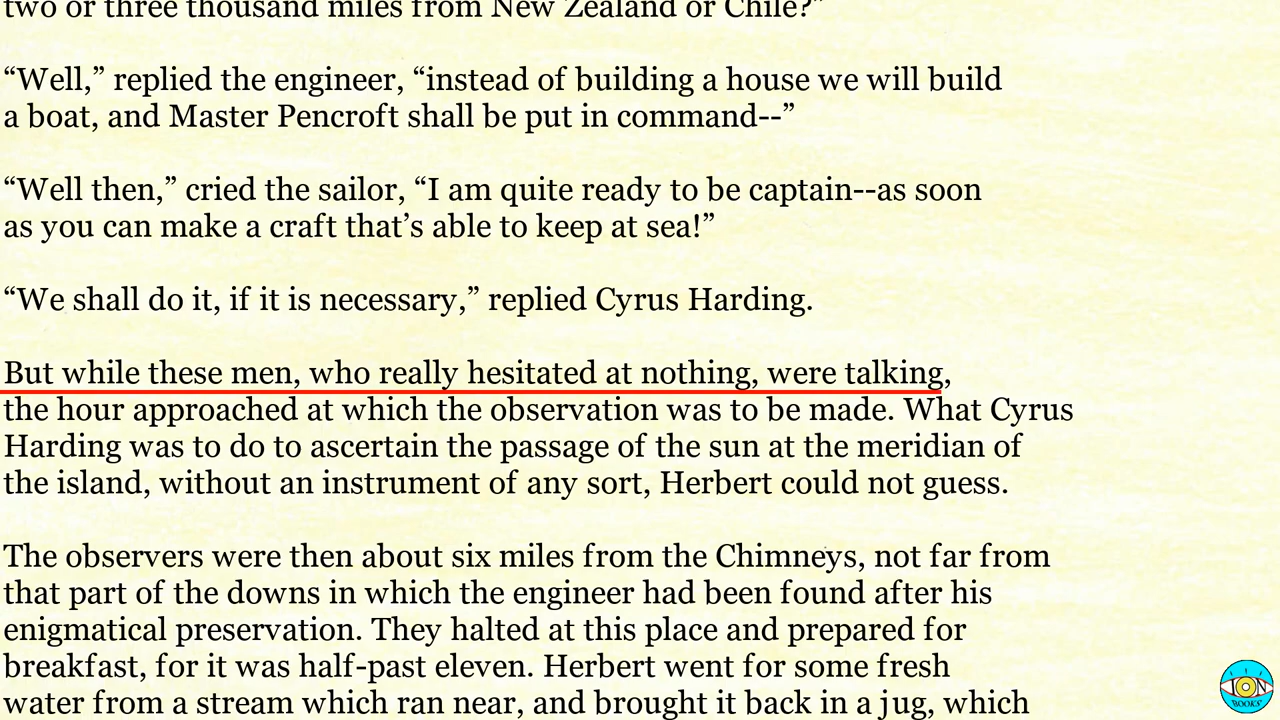 two or three thousand miles from New Zealand or Chile?”
“Well,” replied the engineer, “instead of building a house we will build
a boat, and Master Pencroft shall be put in command--”
“Well then,” cried the sailor, “I am quite ready to be captain--as soon
as you can make a craft that’s able to keep at sea!”
“We shall do it, if it is necessary,” replied Cyrus Harding.
But while these men, who really hesitated at nothing, were talking,
the hour approached at which the observation was to be made. What Cyrus
Harding was to do to ascertain the passage of the sun at the meridian of
the island, without an instrument of any sort, Herbert could not guess.
The observers were then about six miles from the Chimneys, not far from
that part of the downs in which the engineer had been found after his
enigmatical preservation. They halted at this place and prepared for
breakfast, for it was half-past eleven. Herbert went for some fresh
water from a stream which ran near, and brought it back in a jug, which
ION
BOOKS